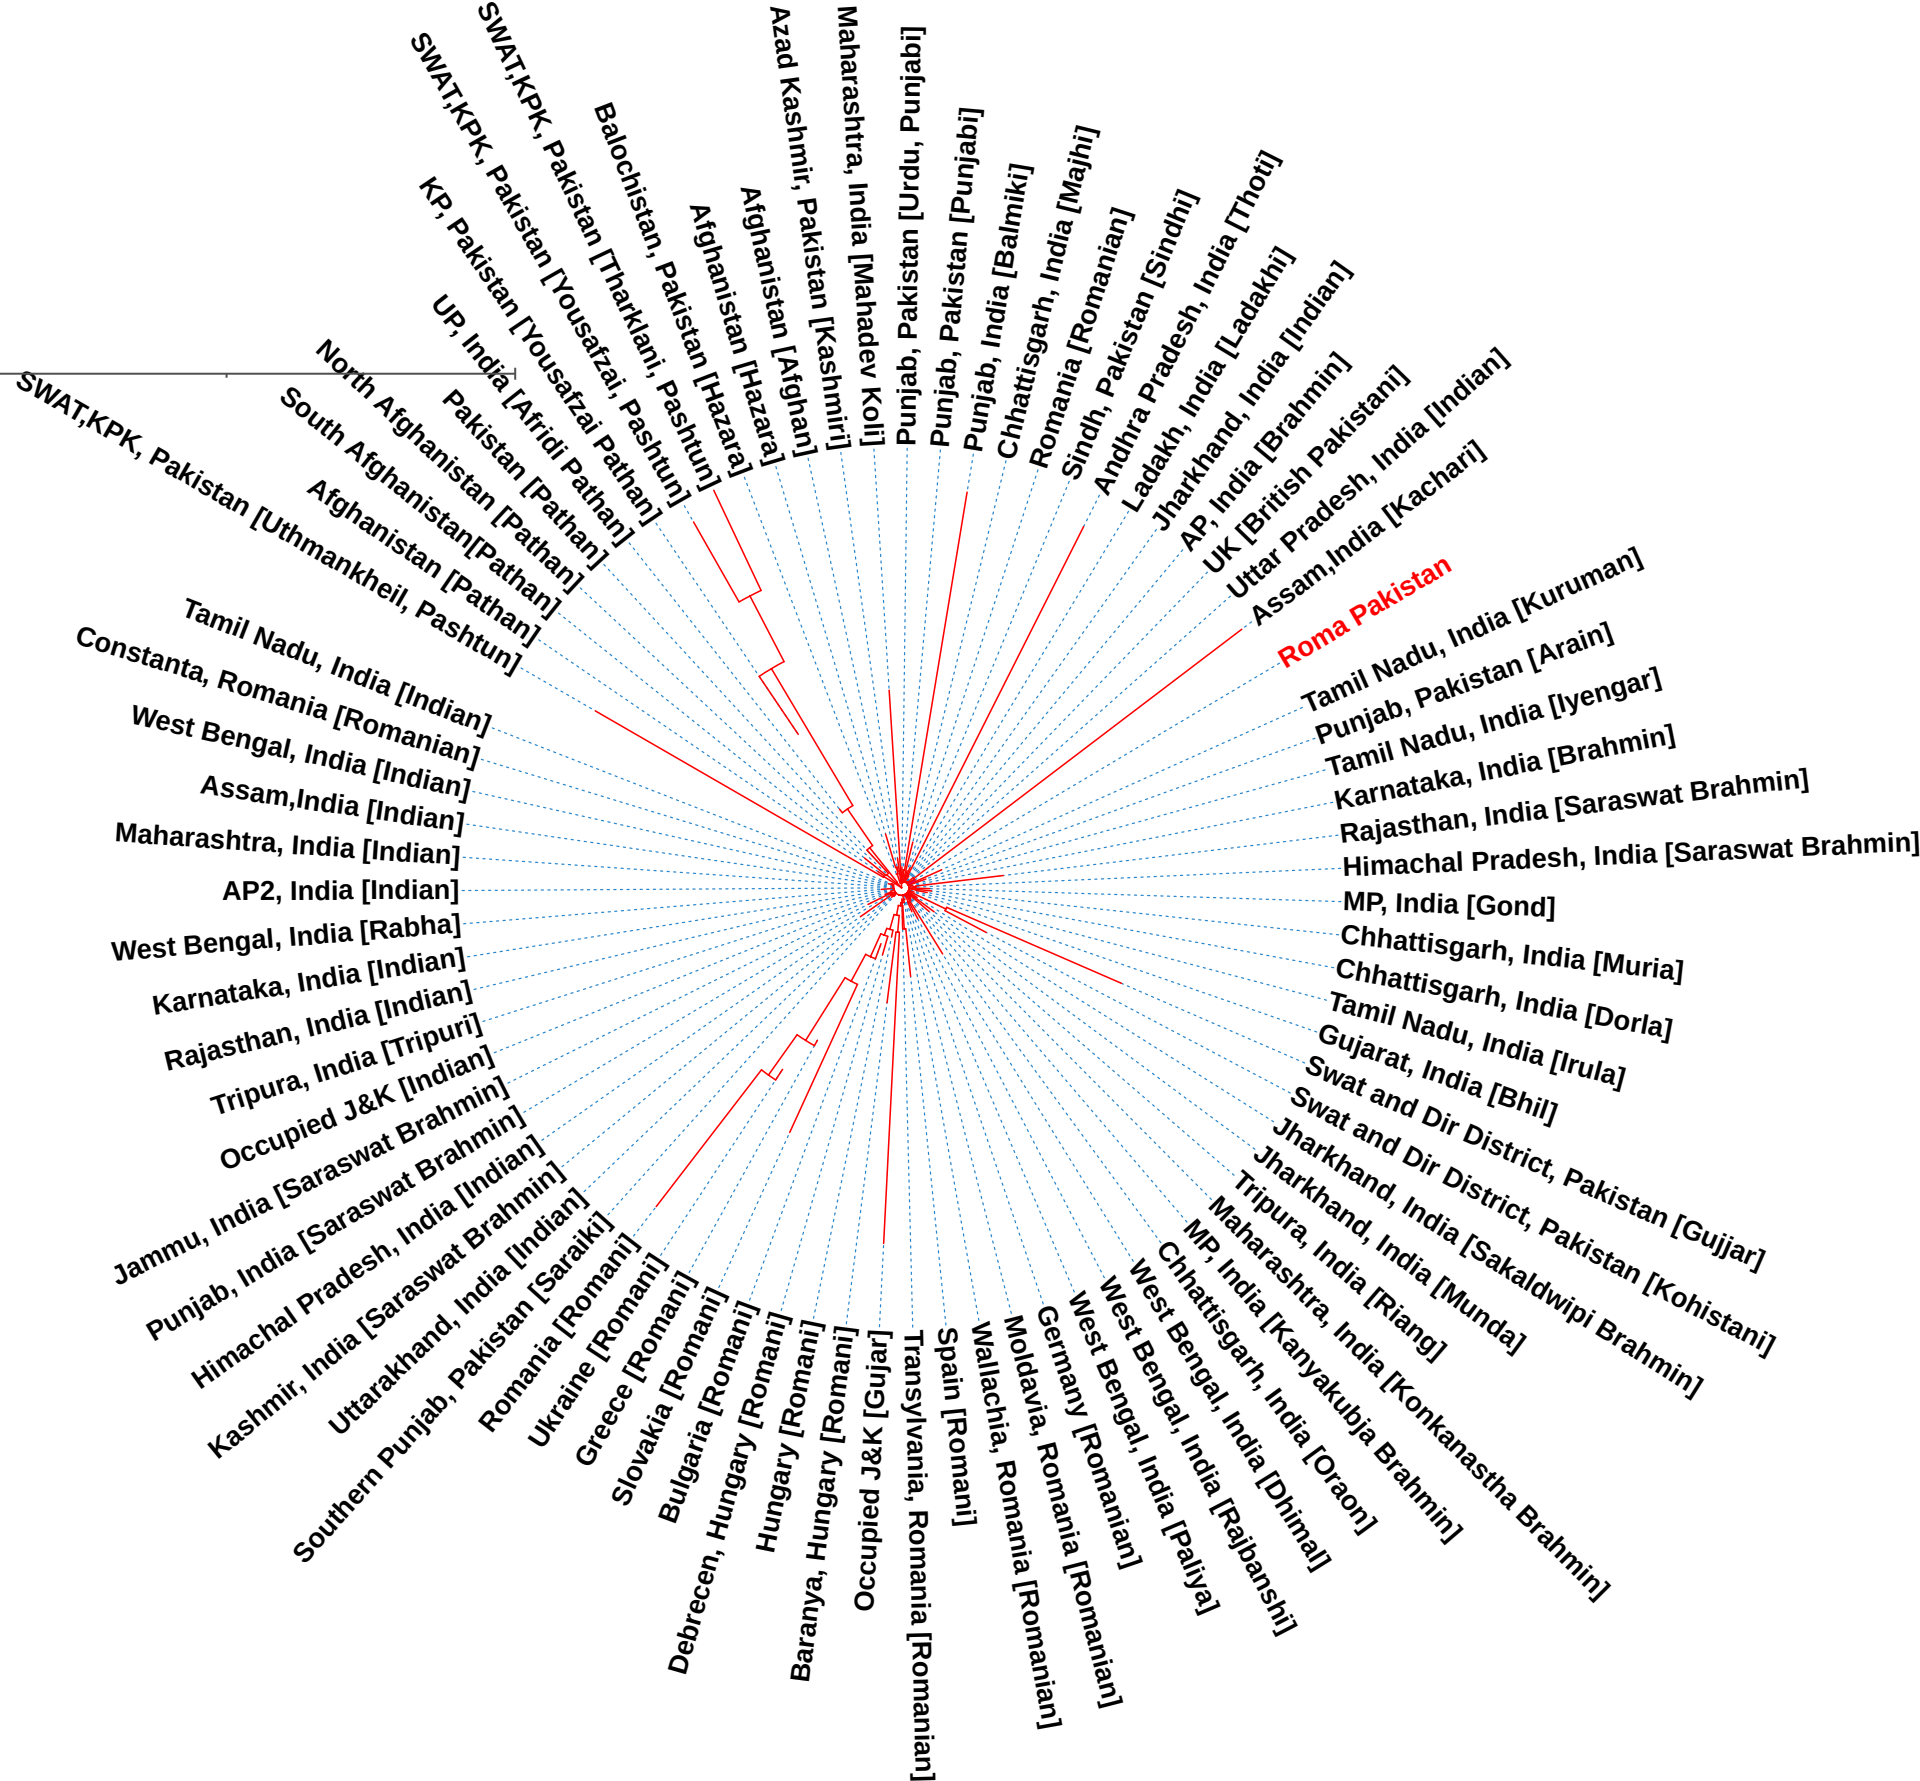 SWAT,KPK, Pakistan [Uthmankheil, Pashtun]
Afghanistan [Pathan]
South Afghanistan[Pathan]
North Afghanistan [Pathan]
Pakistan [Pathan]
UP, India [Afridi Pathan]
KP, Pakistan [Yousafzai Pathan]
SWAT,KPK, Pakistan [Yousafzai, Pashtun]
SWAT,KPK, Pakistan [Tharklani, Pashtun]
Balochistan, Pakistan [Hazara]
Afghanistan [Hazara]
Afghanistan [Afghan]
Azad Kashmir, Pakistan [Kashmiri]
Maharashtra, India [Mahadev Koli]
Punjab, Pakistan [Urdu, Punjabi]
Punjab, Pakistan [Punjabi]
Punjab, India [Balmiki]
Chhattisgarh, India [Majhi]
Romania [Romanian]
Sindh, Pakistan [Sindhi]
Andhra Pradesh, India [Thoti]
Ladakh, India [Ladakhi]
Jharkhand, India [Indian]
AP, India [Brahmin]
UK [British Pakistani]
Uttar Pradesh, India [Indian]
Assam,India [Kachari]
Roma Pakistan
Tamil Nadu, India [Kuruman]
Punjab, Pakistan [Arain]
Tamil Nadu, India [Iyengar]
Karnataka, India [Brahmin]
Rajasthan, India [Saraswat Brahmin]
Himachal Pradesh, India [Saraswat Brahmin]
MP, India [Gond]
Chhattisgarh, India [Muria]
Chhattisgarh, India [Dorla]
Tamil Nadu, India [Irula]
Gujarat, India [Bhil]
Swat and Dir District, Pakistan [Gujjar]
Swat and Dir District, Pakistan [Kohistani]
Jharkhand, India [Sakaldwipi Brahmin]
Jharkhand, India [Munda]
Tripura, India [Riang]
Maharashtra, India [Konkanastha Brahmin]
MP, India [Kanyakubja Brahmin]
Chhattisgarh, India [Oraon]
West Bengal, India [Dhimal]
West Bengal, India [Rajbanshi]
West Bengal, India [Paliya]
Germany [Romanian]
Moldavia, Romania [Romanian]
Wallachia, Romania [Romanian]
Spain [Romani]
Transylvania, Romania [Romanian]
Occupied J&K [Gujar]
Baranya, Hungary [Romani]
Hungary [Romani]
Debrecen, Hungary [Romani]
Bulgaria [Romani]
Slovakia [Romani]
Greece [Romani]
Ukraine [Romani]
Romania [Romani]
Southern Punjab, Pakistan [Saraiki]
Uttarakhand, India [Indian]
Kashmir, India [Saraswat Brahmin]
Himachal Pradesh, India [Indian]
Punjab, India [Saraswat Brahmin]
Jammu, India [Saraswat Brahmin]
Occupied J&K [Indian]
Tripura, India [Tripuri]
Rajasthan, India [Indian]
Karnataka, India [Indian]
West Bengal, India [Rabha]
AP2, India [Indian]
Maharashtra, India [Indian]
Assam,India [Indian]
West Bengal, India [Indian]
Constanta, Romania [Romanian]
Tamil Nadu, India [Indian]